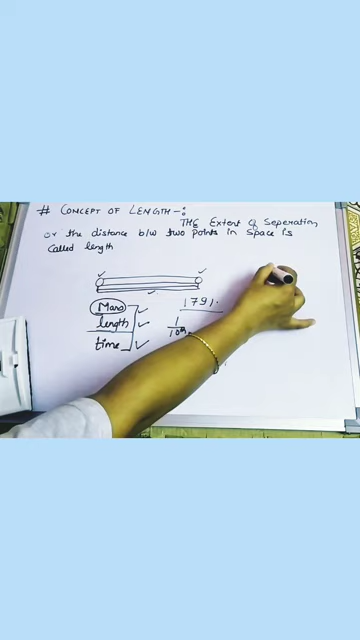 # CONCEPT OF LENGTH -:
THE Extent of Seperation
or the distance b/w two points in Space is
Called length
Mass
1791.
length
time